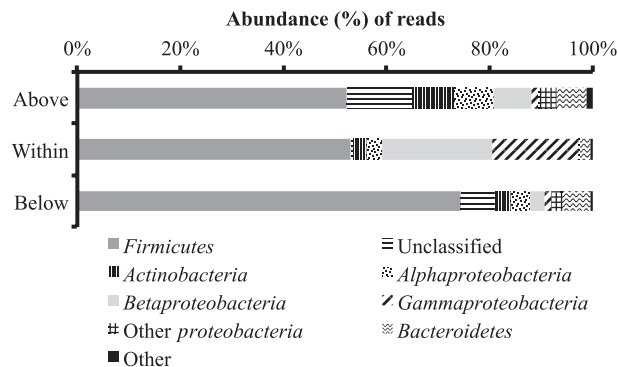 Abundance (%) of reads
0% 20% 40% 60% 80% 100%
Above
Within
Below
Firmicutes Unclassified
Actinobacteria Alphaproteobacteria
Betaproteobacteria Gammaproteobacteria
Other proteobacteria Bacteroidetes
Other